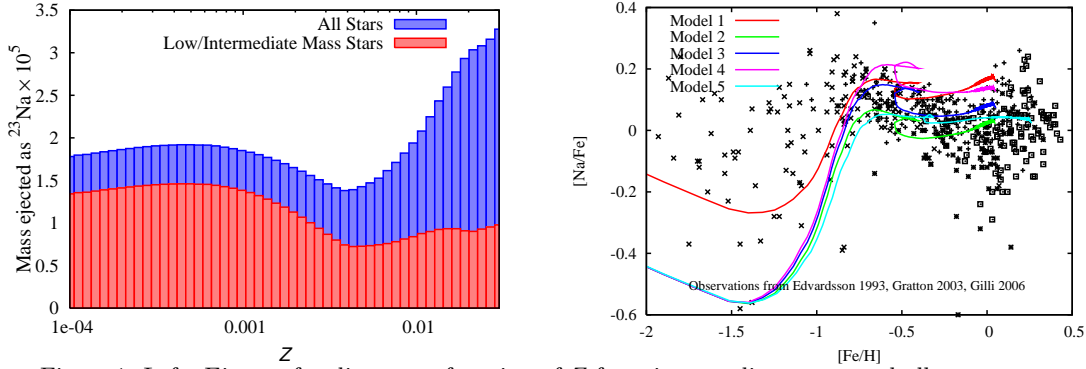 All Stars
Low/Intermediate Mass Stars
Mass ejected as ²³Na × 10⁵
3.5
3
2.5
2
1.5
1
0.5
0
1e-04
0.001
0.01
Z
Model 1
Model 2
Model 3
Model 4
Model 5
[Na/Fe]
0.4
0.2
0
-0.2
-0.4
-0.6
Observations from Edvardsson 1993, Gratton 2003, Gilli 2006
-2
-1.5
-1
-0.5
0
0.5
[Fe/H]